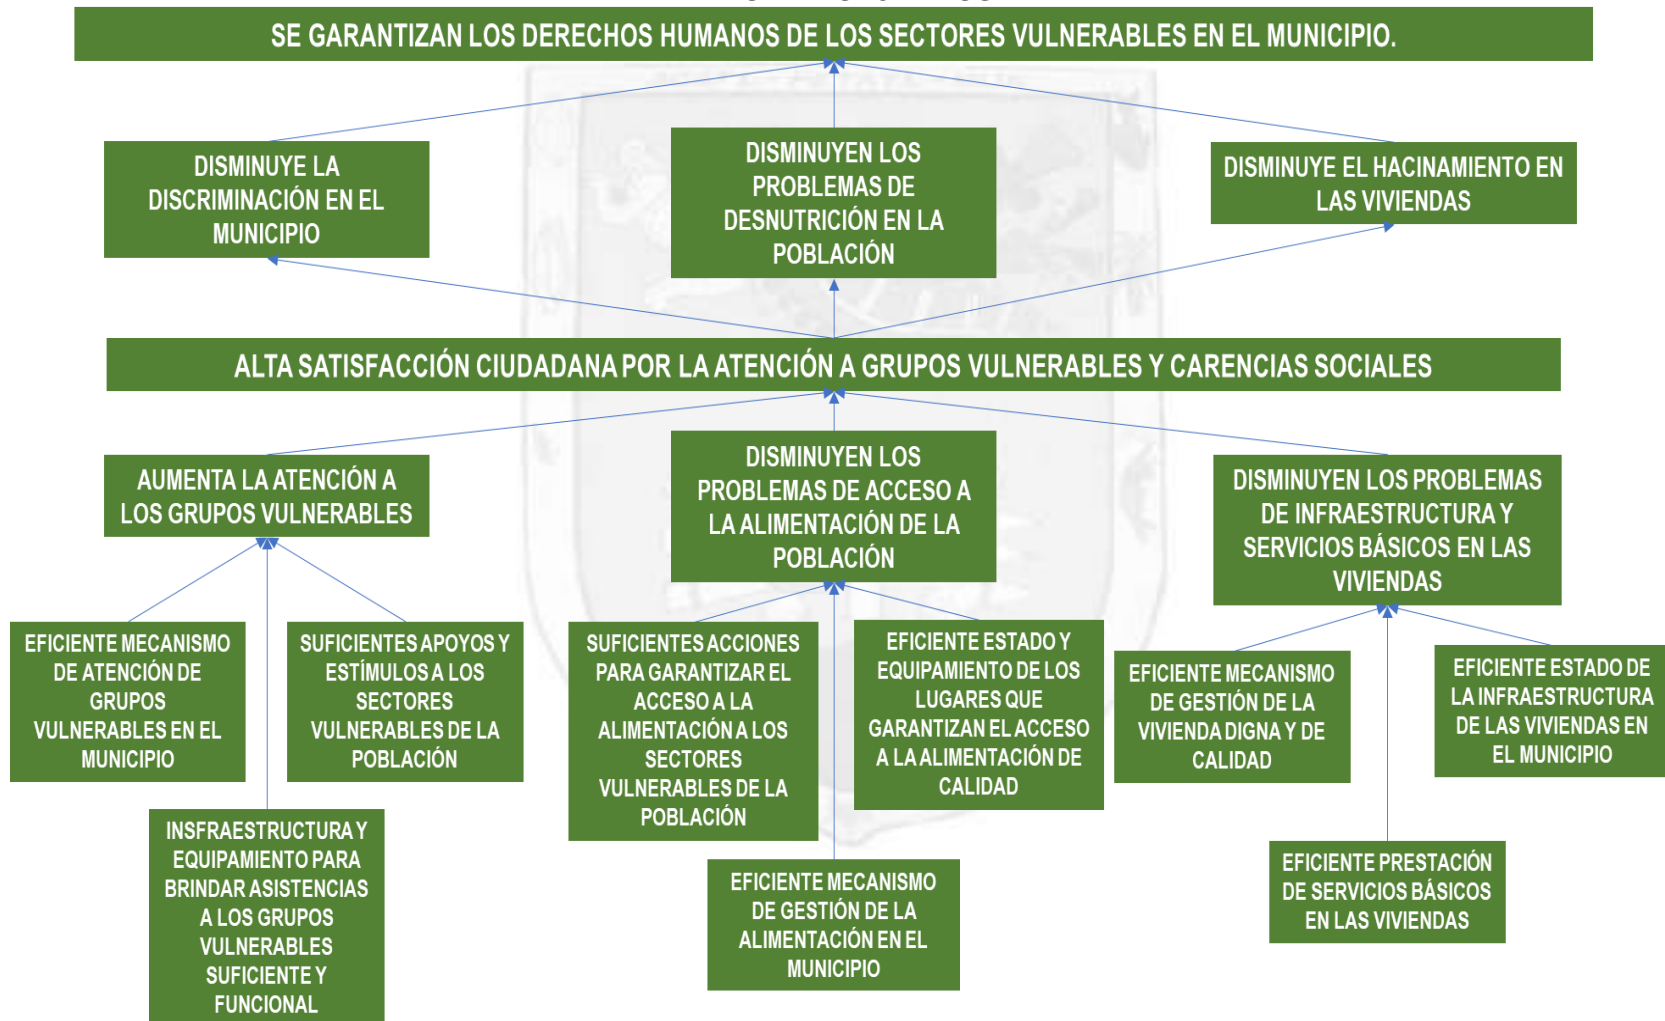 SE GARANTIZAN LOS DERECHOS HUMANOS DE LOS SECTORES VULNERABLES EN EL MUNICIPIO.
DISMINUYE LA
DISCRIMINACIÓN EN EL
MUNICIPIO
DISMINUYEN LOS
PROBLEMAS DE
DESNUTRICIÓN EN LA
POBLACIÓN
DISMINUYE EL HACINAMIENTO EN
LAS VIVIENDAS
ALTA SATISFACCIÓN CIUDADANA POR LA ATENCIÓN A GRUPOS VULNERABLES Y CARENCIAS SOCIALES
AUMENTA LA ATENCIÓN A
LOS GRUPOS VULNERABLES
DISMINUYEN LOS
PROBLEMAS DE ACCESO A
LA ALIMENTACIÓN DE LA
POBLACIÓN
DISMINUYEN LOS PROBLEMAS
DE INFRAESTRUCTURA Y
SERVICIOS BÁSICOS EN LAS
VIVIENDAS
EFICIENTE MECANISMO
DE ATENCIÓN DE
GRUPOS
VULNERABLES EN EL
MUNICIPIO
SUFICIENTES APOYOS Y
ESTÍMULOS A LOS
SECTORES
VULNERABLES DE LA
POBLACIÓN
SUFICIENTES ACCIONES
PARA GARANTIZAR EL
ACCESO A LA
ALIMENTACIÓN A LOS
SECTORES
VULNERABLES DE LA
POBLACIÓN
EFICIENTE ESTADO Y
EQUIPAMIENTO DE LOS
LUGARES QUE
GARANTIZAN EL ACCESO
A LA ALIMENTACIÓN DE
CALIDAD
EFICIENTE MECANISMO
DE GESTIÓN DE LA
VIVIENDA DIGNA Y DE
CALIDAD
EFICIENTE ESTADO DE
LA INFRAESTRUCTURA
DE LAS VIVIENDAS EN
EL MUNICIPIO
INSFRAESTRUCTURA Y
EQUIPAMIENTO PARA
BRINDAR ASISTENCIAS
A LOS GRUPOS
VULNERABLES
SUFICIENTE Y
FUNCIONAL
EFICIENTE MECANISMO
DE GESTIÓN DE LA
ALIMENTACIÓN EN EL
MUNICIPIO
EFICIENTE PRESTACIÓN
DE SERVICIOS BÁSICOS
EN LAS VIVIENDAS